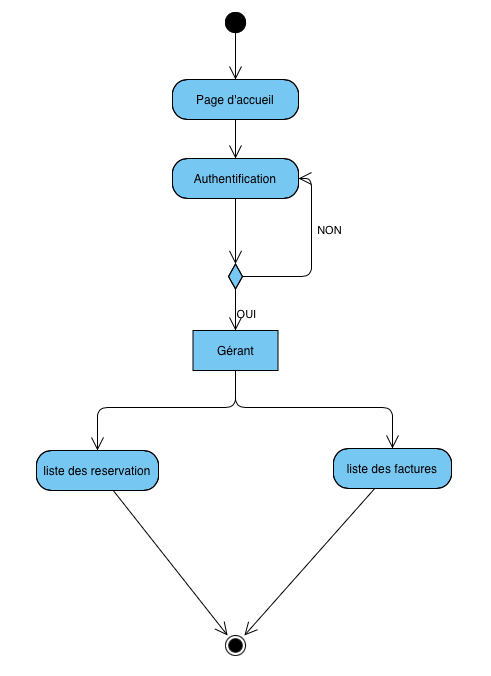 Page d'accueil
Authentification
NON
OUI
Gérant
liste des reservation
liste des factures